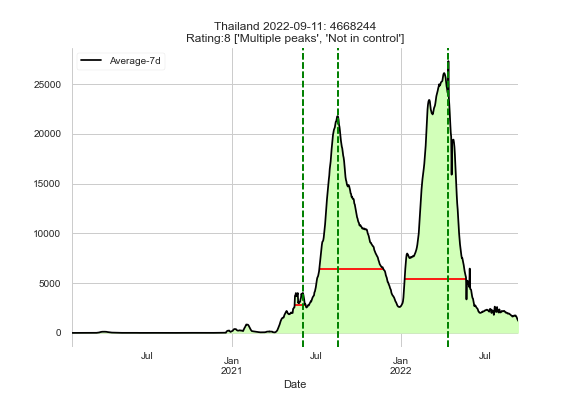 Thailand 2022-09-11: 4668244
Rating:8 ['Multiple peaks', 'Not in control']
Average-7d
25000
20000
15000
10000
5000
0
Jul Jan Jul Jan Jul
2021 2022
Date